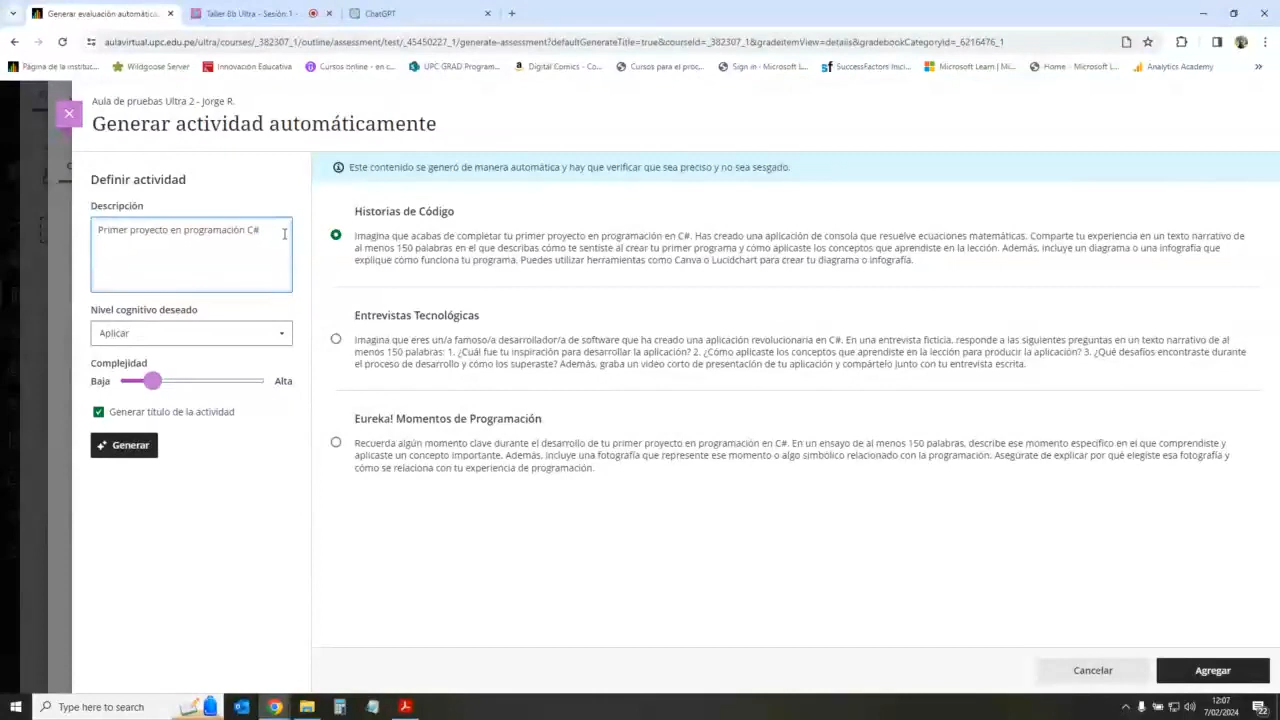 Generar evaluación automática.
Taller Bb Ultra - Sesión 1 -
ChatGPT
aulavirtual.upc.edu.pe/ultra/courses/_382307_1/outline/assessment/test/_45450227_1/generate-assessment?defaultGenerateTitle=true&courseId=_382307_1&gradeitemView=details&gradebookCategoryId=_6216476_1
Página de la instituc...
Wildgoose Server
Innovación Educativa
Cursos online - en c...
UPC GRAD Program...
Digital Comics - Co...
Cursos para el proc...
Sign in - Microsoft L...
SuccessFactors Inici...
Microsoft Learn | Mi...
Home - Microsoft L...
Analytics Academy
Aula de pruebas Ultra 2 - Jorge R.
Generar actividad automáticamente
Definir actividad
Descripción
Primer proyecto en programación C#
Nivel cognitivo deseado
Aplicar
Complejidad
Baja
Alta
Generar título de la actividad
Generar
Este contenido se generó de manera automática y hay que verificar que sea preciso y no sea sesgado.
Historias de Código
Imagina que acabas de completar tu primer proyecto en programación en C#. Has creado una aplicación de consola que resuelve ecuaciones matemáticas. Comparte tu experiencia en un texto narrativo de
al menos 150 palabras en el que describas cómo te sentiste al crear tu primer programa y cómo aplicaste los conceptos que aprendiste en la lección. Además, incluye un diagrama o una infografía que
explique cómo funciona tu programa. Puedes utilizar herramientas como Canva o Lucidchart para crear tu diagrama o infografía.
Entrevistas Tecnológicas
Imagina que eres un/a famoso/a desarrollador/a de software que ha creado una aplicación revolucionaria en C#. En una entrevista ficticia, responde a las siguientes preguntas en un texto narrativo de al
menos 150 palabras: 1. ¿Cuál fue tu inspiración para desarrollar la aplicación? 2. ¿Cómo aplicaste los conceptos que aprendiste en la lección para producir la aplicación? 3. ¿Qué desafíos encontraste durante
el proceso de desarrollo y cómo los superaste? Además, graba un video corto de presentación de tu aplicación y compártelo junto con tu entrevista escrita.
Eureka! Momentos de Programación
Recuerda algún momento clave durante el desarrollo de tu primer proyecto en programación en C#. En un ensayo de al menos 150 palabras, describe ese momento específico en el que comprendiste y
aplicaste un concepto importante. Además, incluye una fotografía que represente ese momento o algo simbólico relacionado con la programación. Asegúrate de explicar por qué elegiste esa fotografía y
cómo se relaciona con tu experiencia de programación.
Cancelar
Agregar
Type here to search
12:07
7/02/2024
22